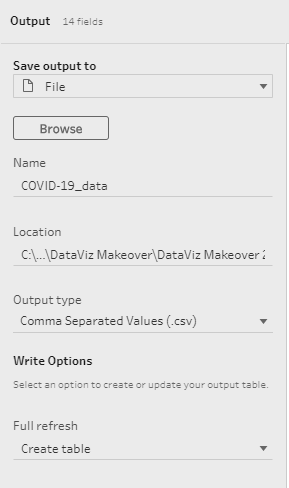 Output 14 fields
Save output to
File
Browse
Name
COVID-19_data
Location
C:\...\DataViz Makeover\DataViz Makeover 2
Output type
Comma Separated Values (.csv)
Write Options
Select an option to create or update your output table.
Full refresh
Create table